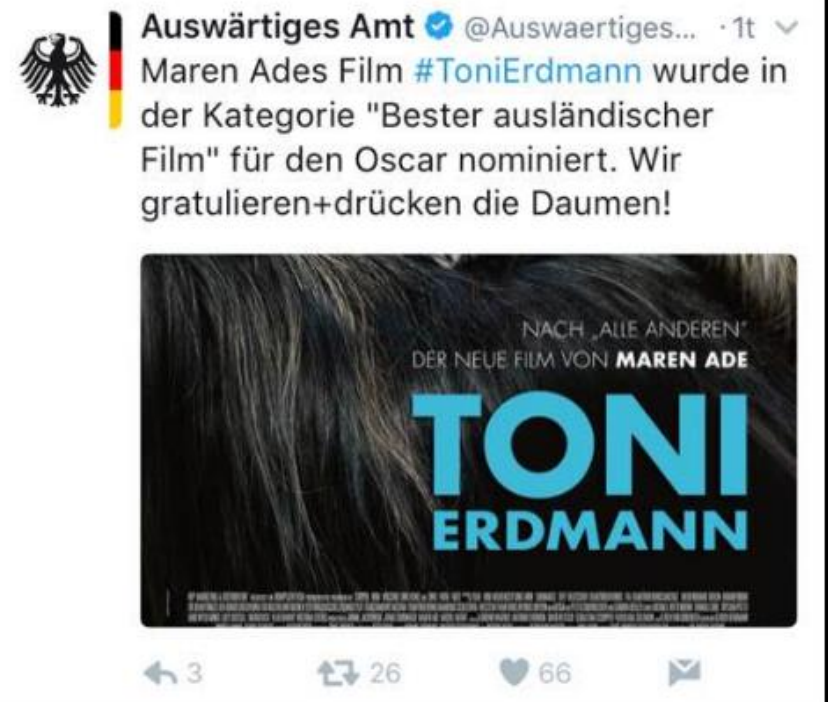 Auswärtiges Amt @Auswaertiges... · 1t
Maren Ades Film #ToniErdmann wurde in
der Kategorie "Bester ausländischer
Film" für den Oscar nominiert. Wir
gratulieren+drücken die Daumen!
NACH „ALLE ANDEREN“
DER NEUE FILM VON MAREN ADE
TONI
ERDMANN
3 26 66